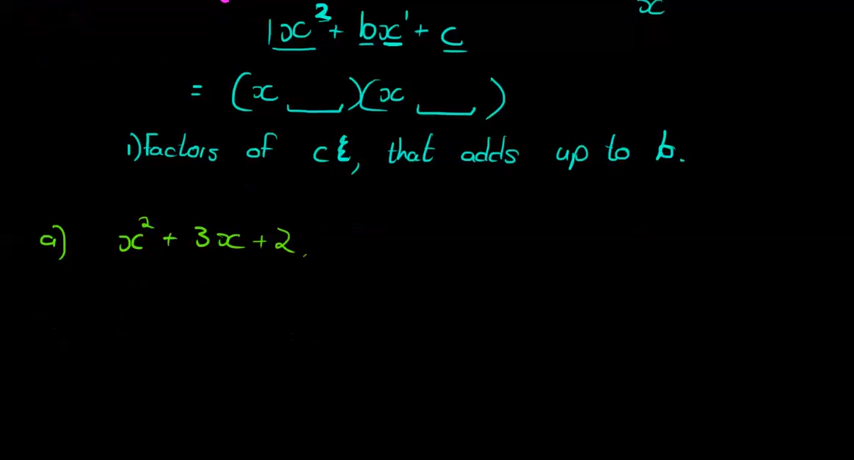 x
1x² + bx¹ + c
= (x ___)(x ___)
1) factors of c, that adds up to b.
a) x² + 3x + 2.